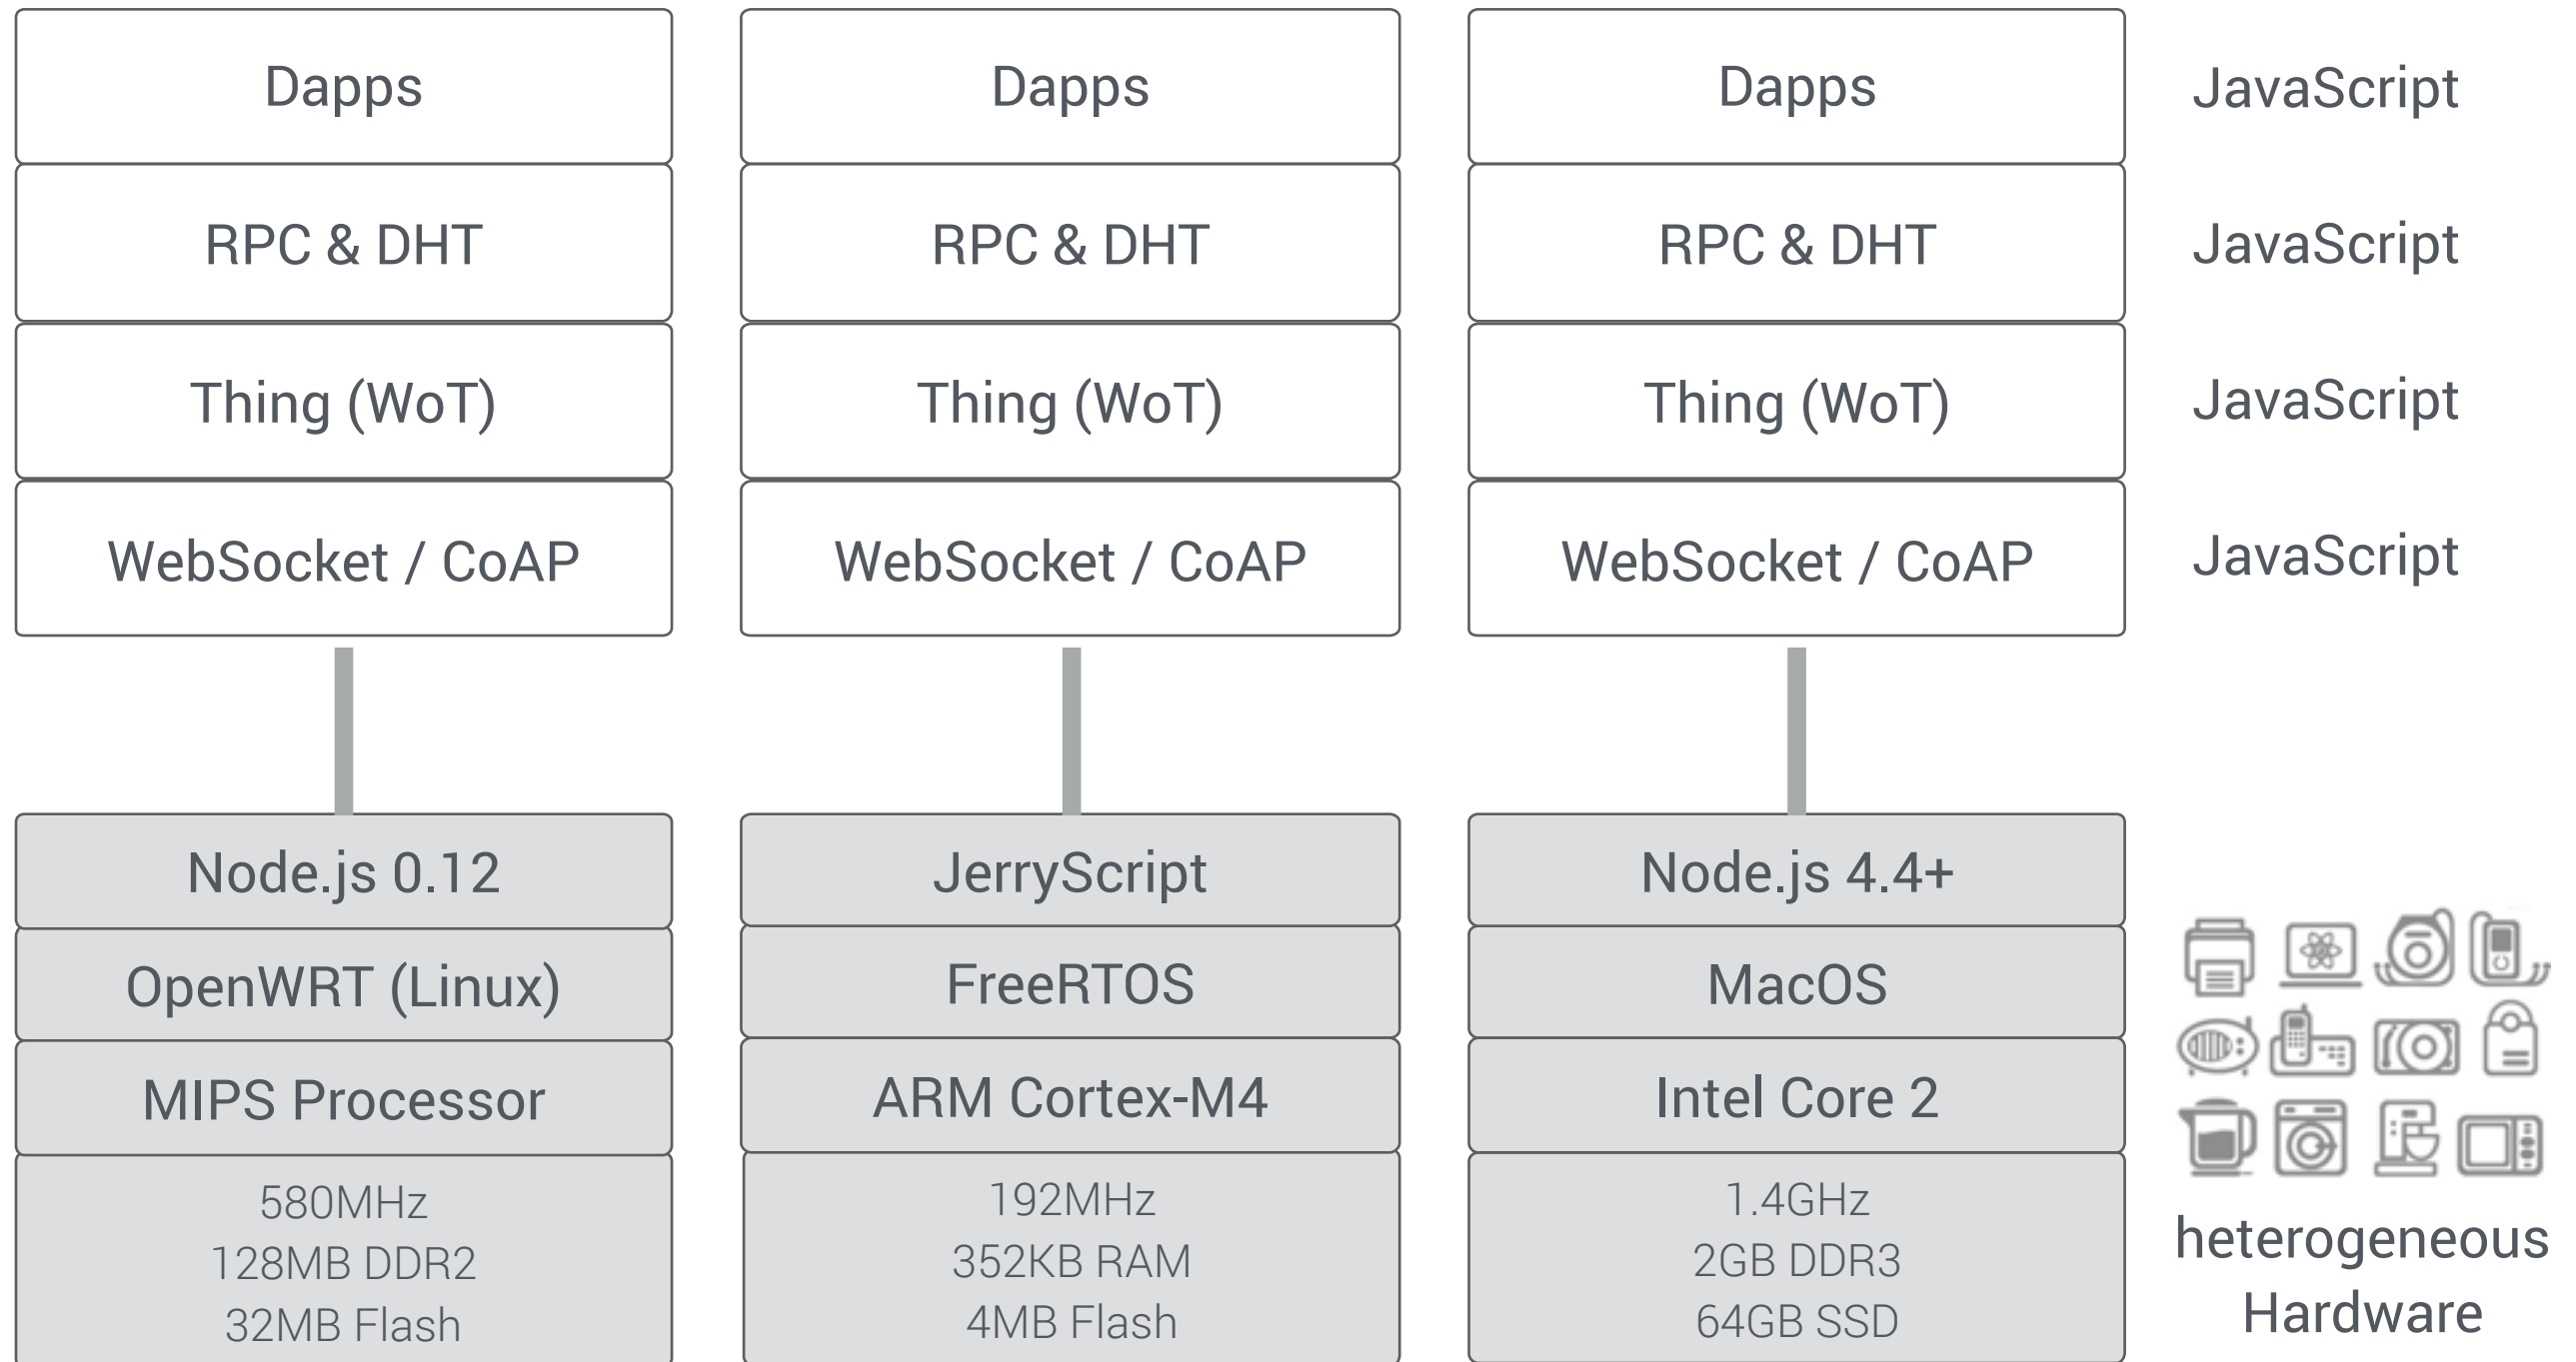 Dapps
Dapps
Dapps
JavaScript
RPC & DHT
RPC & DHT
RPC & DHT
JavaScript
Thing (WoT)
Thing (WoT)
Thing (WoT)
JavaScript
WebSocket / CoAP
WebSocket / CoAP
WebSocket / CoAP
JavaScript
Node.js 0.12
JerryScript
Node.js 4.4+
OpenWRT (Linux)
FreeRTOS
MacOS
MIPS Processor
ARM Cortex-M4
Intel Core 2
580MHz
128MB DDR2
32MB Flash
192MHz
352KB RAM
4MB Flash
1.4GHz
2GB DDR3
64GB SSD
heterogeneous
Hardware